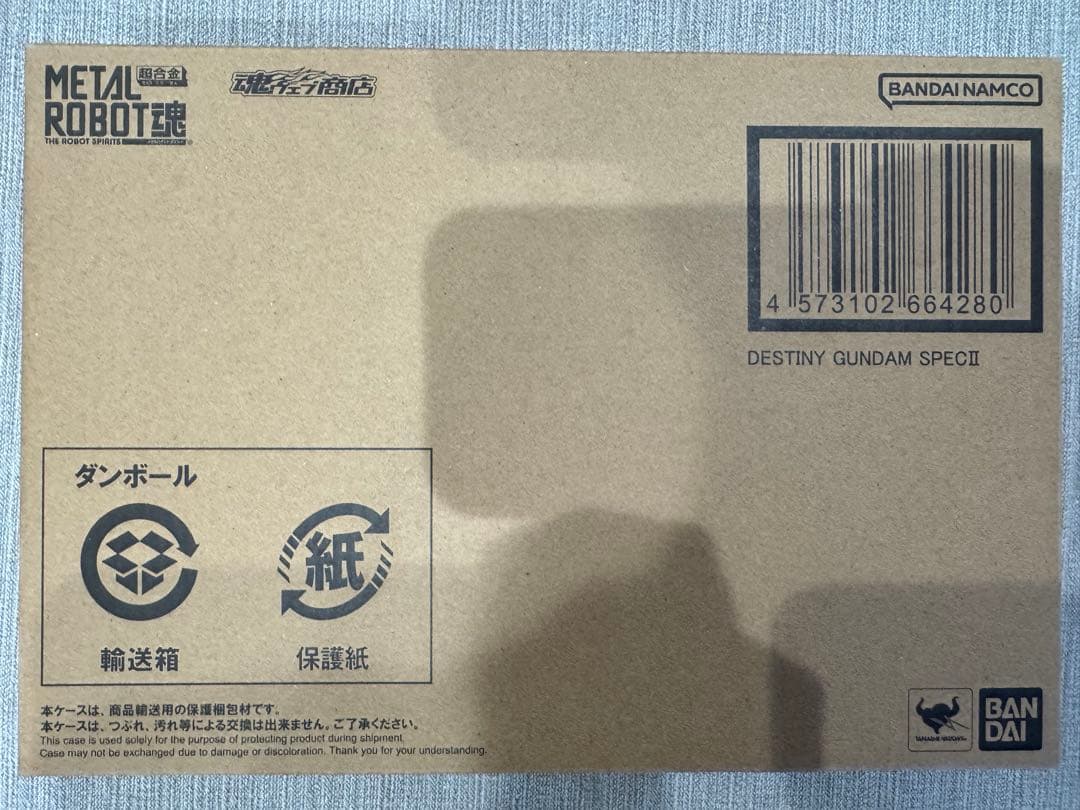 METAL 超合金
ROBOT魂
THE ROBOT SPIRITS
魂ウェブ商店
BANDAI NAMCO
4 573102 664280
DESTINY GUNDAM SPECⅡ
ダンボール
紙
輸送箱
保護紙
本ケースは、商品輸送用の保護梱包材です。
本ケースは、つぶれ、汚れ等による交換は出来ません。ご了承ください。
This case is used solely for the purpose of protecting product during shipment.
Case may not be exchanged due to damage or discoloration. Thank you for your understanding.
TAMASHII NATIONS
BAN
DAI